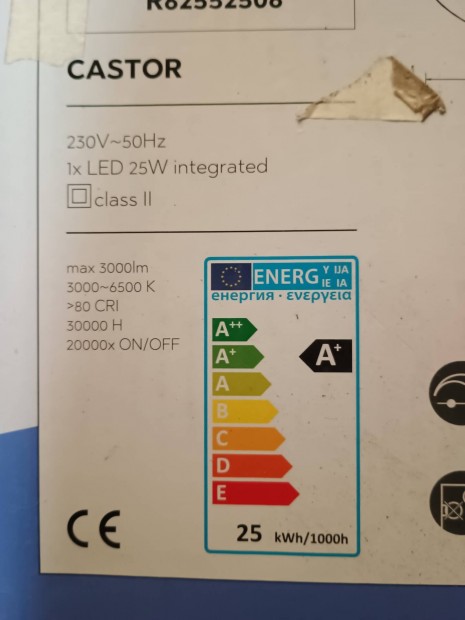 R62552506
CASTOR
230V~50Hz
1x LED 25W integrated
class II
max 3000lm
3000~6500 K
>80 CRI
30000 H
20000x ON/OFF
ENERG Y IJA
IE IA
енергия · ενεργεια
A++
A+
A+
A
B
C
D
E
25 kWh/1000h
CE